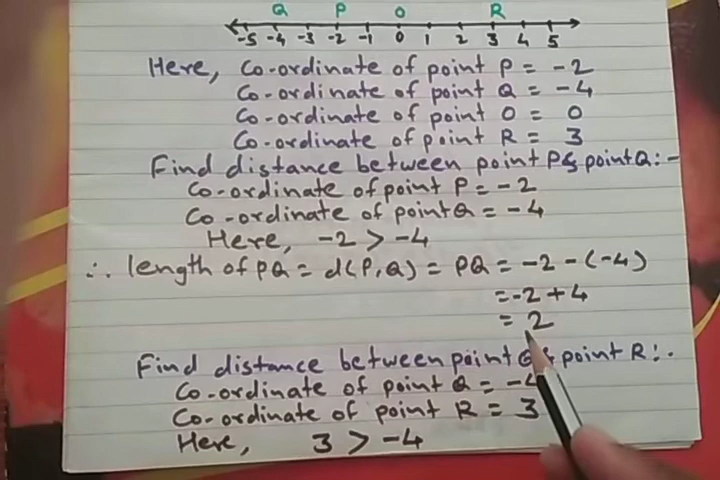 Q P O R
-5 -4 -3 -2 -1 0 1 2 3 4 5
Here, Co-ordinate of point P = -2
Co-ordinate of point Q = -4
Co-ordinate of point O = 0
Co-ordinate of point R = 3
Find distance between point P & point Q :-
Co-ordinate of point P = -2
Co-ordinate of point Q = -4
Here, -2 > -4
∴ length of PQ = d(P,Q) = PQ = -2 - (-4)
= -2 + 4
= 2
Find distance between point Q & point R :-
Co-ordinate of point Q = -4
Co-ordinate of point R = 3
Here, 3 > -4